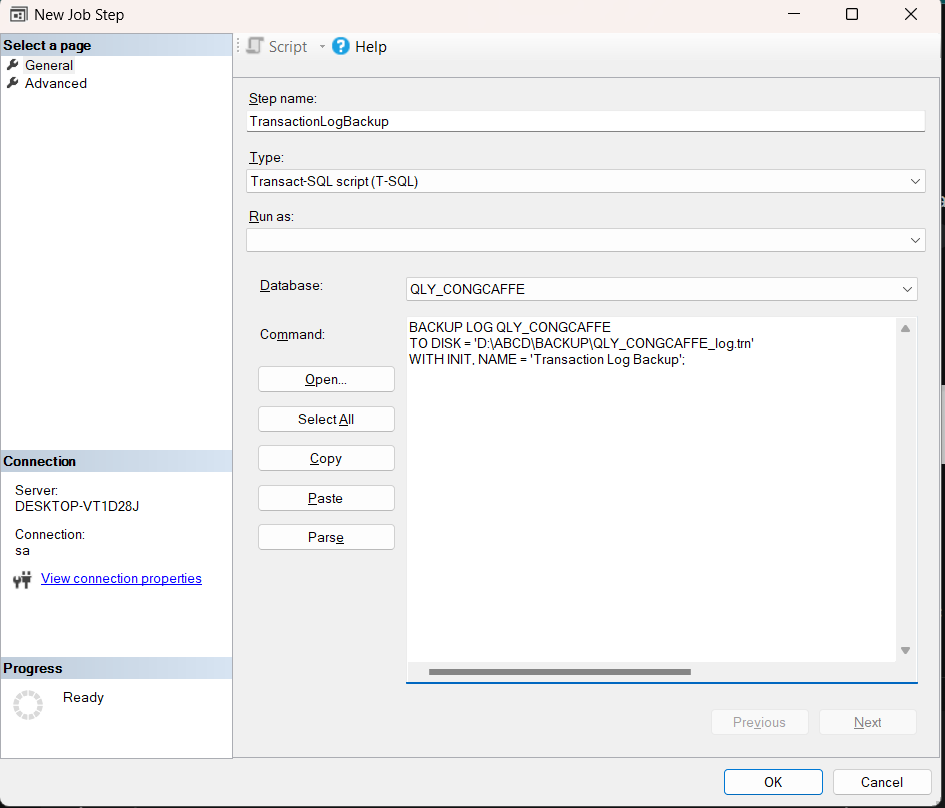 New Job Step
Select a page
General
Advanced
Script
Help
Step name:
TransactionLogBackup
Type:
Transact-SQL script (T-SQL)
Run as:
Database:
QLY_CONGCAFFE
Command:
BACKUP LOG QLY_CONGCAFFE
TO DISK = 'D:\ABCD\BACKUP\QLY_CONGCAFFE_log.trn'
WITH INIT, NAME = 'Transaction Log Backup';
Open...
Select All
Copy
Paste
Parse
Connection
Server:
DESKTOP-VT1D28J
Connection:
sa
View connection properties
Progress
Ready
Previous
Next
OK
Cancel